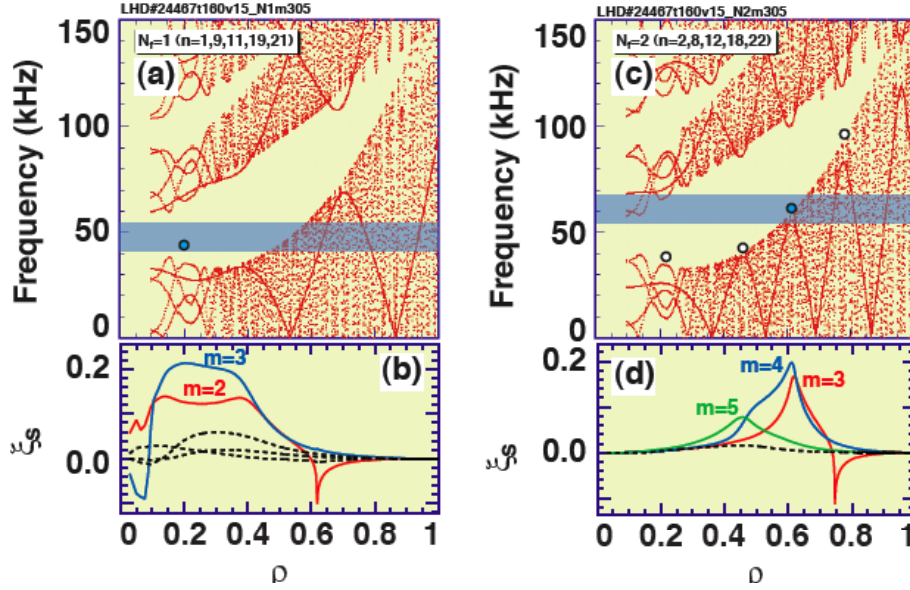 LHD#24467t160v15_N1m305
150
100
50
0
Frequency (kHz)
Nf=1 (n=1,9,11,19,21)
(a)
LHD#24467t160v15_N2m305
150
100
50
0
Frequency (kHz)
Nf=2 (n=2,8,12,18,22)
(c)
0.2
0.0
ξs
m=3
m=2
(b)
0 0.2 0.4 0.6 0.8 1
ρ
0.2
0.0
ξs
m=4
m=3
m=5
(d)
0 0.2 0.4 0.6 0.8 1
ρ